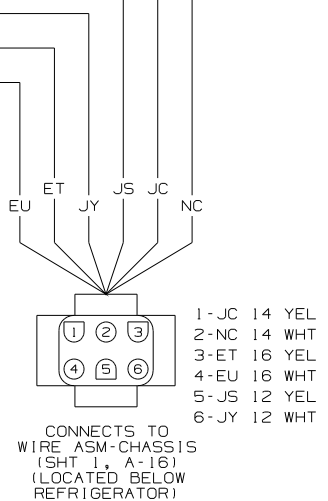 ET
JS
JC
EU
JY
NC
1-JC 14 YEL
2-NC 14 WHT
3-ET 16 YEL
4-EU 16 WHT
5-JS 12 YEL
6-JY 12 WHT
1 2 3
4 5 6
CONNECTS TO
WIRE ASM-CHASSIS
(SHT 1, A-16)
(LOCATED BELOW
REFRIGERATOR)